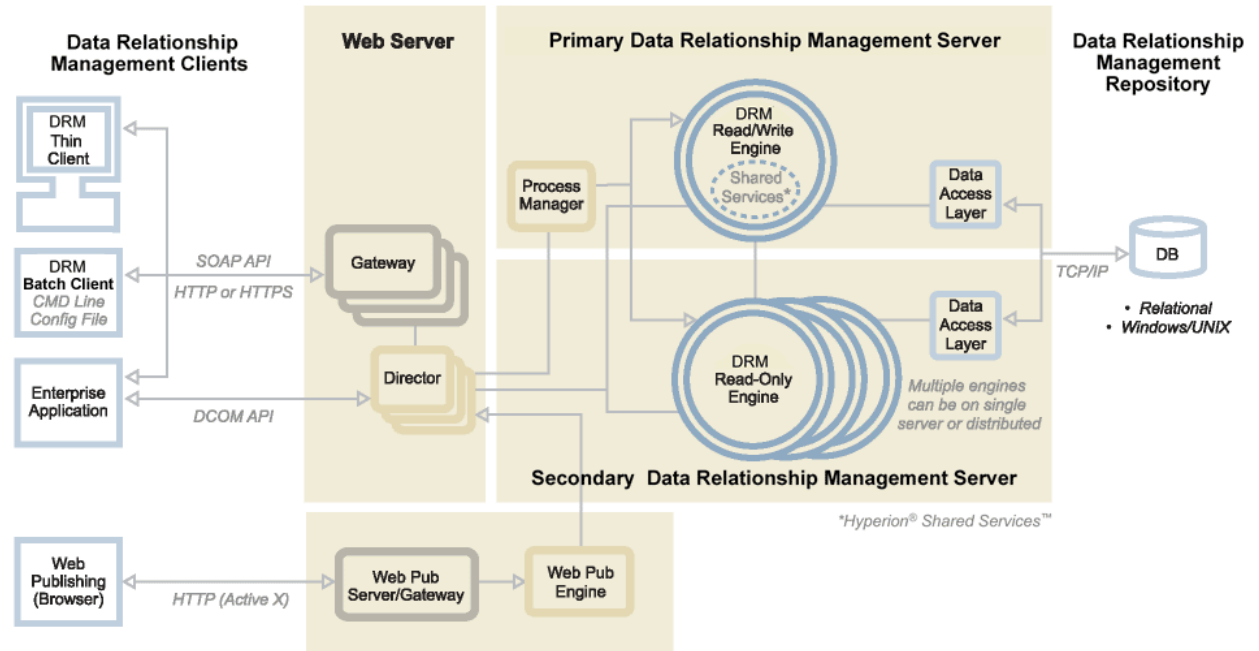 Data Relationship
Management Clients
Web Server
Primary Data Relationship Management Server
Data Relationship
Management
Repository
DRM
Thin
Client
DRM
Batch Client
CMD Line
Config File
Enterprise
Application
Web
Publishing
(Browser)
SOAP API
HTTP or HTTPS
DCOM API
HTTP (Active X)
Gateway
Director
Web Pub
Server/Gateway
Web Pub
Engine
Process
Manager
DRM
Read/Write
Engine
Shared
Services*
Data
Access
Layer
DRM
Read-Only
Engine
Data
Access
Layer
Multiple engines
can be on single
server or distributed
Secondary Data Relationship Management Server
*Hyperion® Shared Services™
TCP/IP
DB
• Relational
• Windows/UNIX